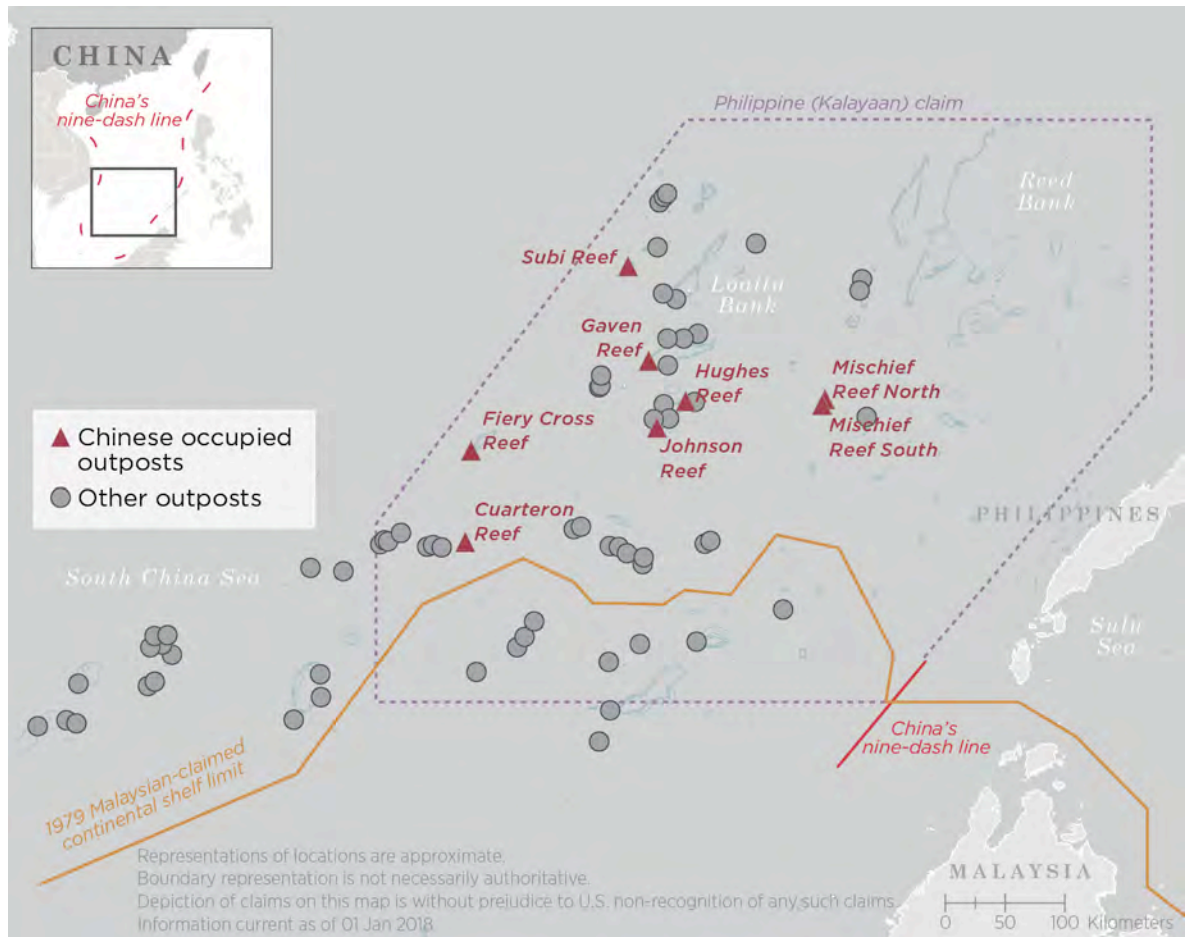 CHINA
China's
nine-dash line
Philippine (Kalayaan) claim
Reed
Bank
Subi Reef
Loaita
Bank
Gaven
Reef
Hughes
Reef
Mischief
Reef North
Mischief
Reef South
Fiery Cross
Reef
Johnson
Reef
Chinese occupied
outposts
Other outposts
Cuarteron
Reef
PHILIPPINES
South China Sea
Sulu
Sea
China's
nine-dash line
1979 Malaysian-claimed
continental shelf limit
Representations of locations are approximate.
Boundary representation is not necessarily authoritative.
Depiction of claims on this map is without prejudice to U.S. non-recognition of any such claims.
Information current as of 01 Jan 2018
MALAYSIA
0 50 100 Kilometers